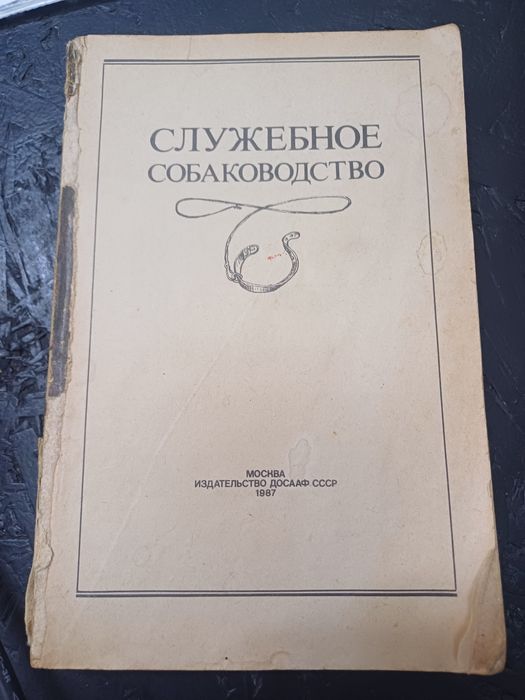 СЛУЖЕБНОЕ
СОБАКОВОДСТВО
МОСКВА
ИЗДАТЕЛЬСТВО ДОСААФ СССР
1987